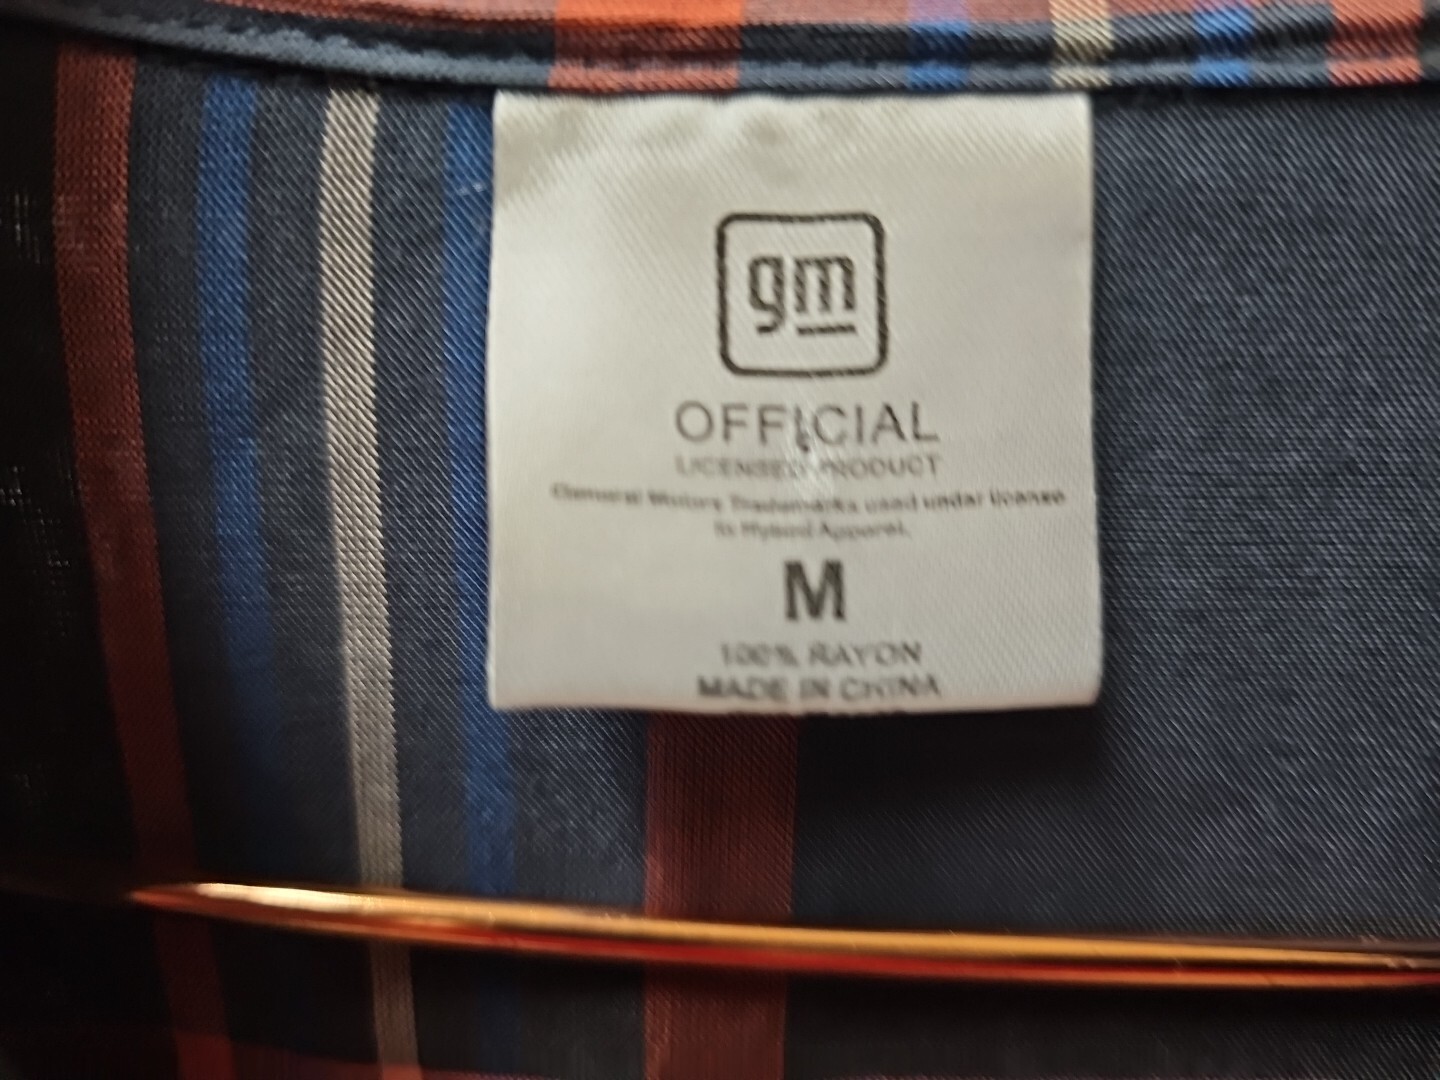 gm
OFFICIAL
LICENSED PRODUCT
General Motors Trademarks used under license
to Hybrid Apparel.
M
100% RAYON
MADE IN CHINA